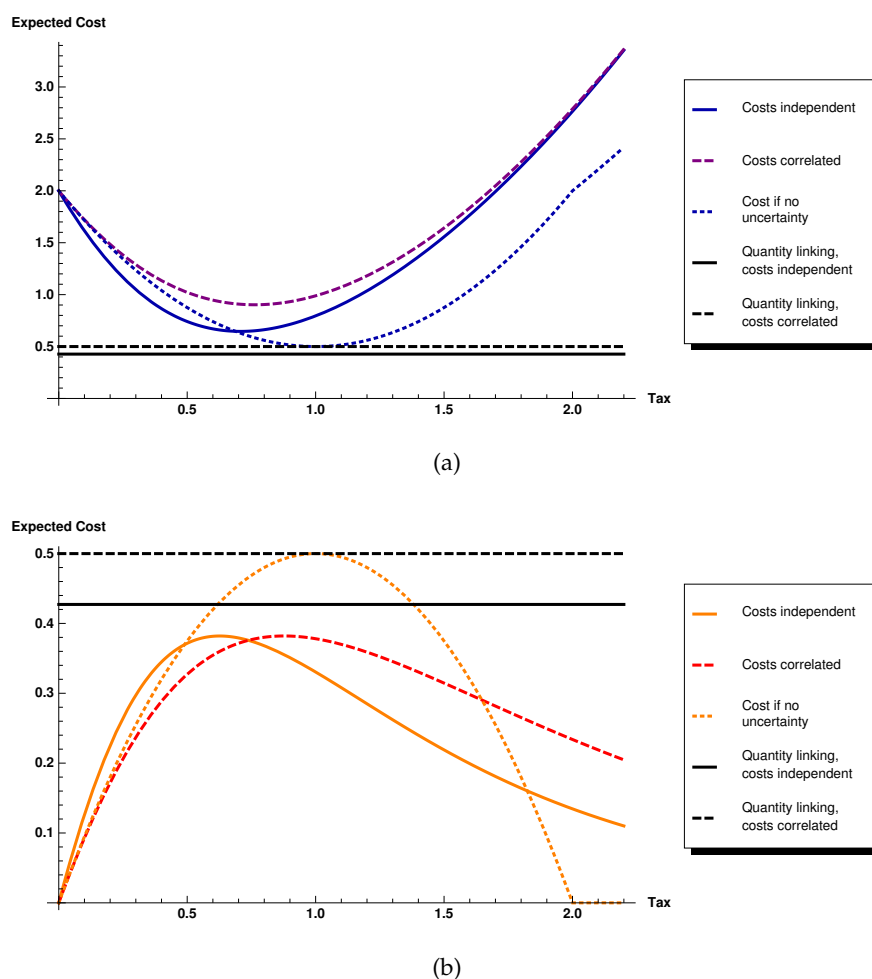 Expected Cost
3.0
2.5
2.0
1.5
1.0
0.5
0.5
1.0
1.5
2.0
Tax
Costs independent
Costs correlated
Cost if no
uncertainty
Quantity linking,
costs independent
Quantity linking,
costs correlated
(a)
Expected Cost
0.5
0.4
0.3
0.2
0.1
0.5
1.0
1.5
2.0
Tax
Costs independent
Costs correlated
Cost if no
uncertainty
Quantity linking,
costs independent
Quantity linking,
costs correlated
(b)